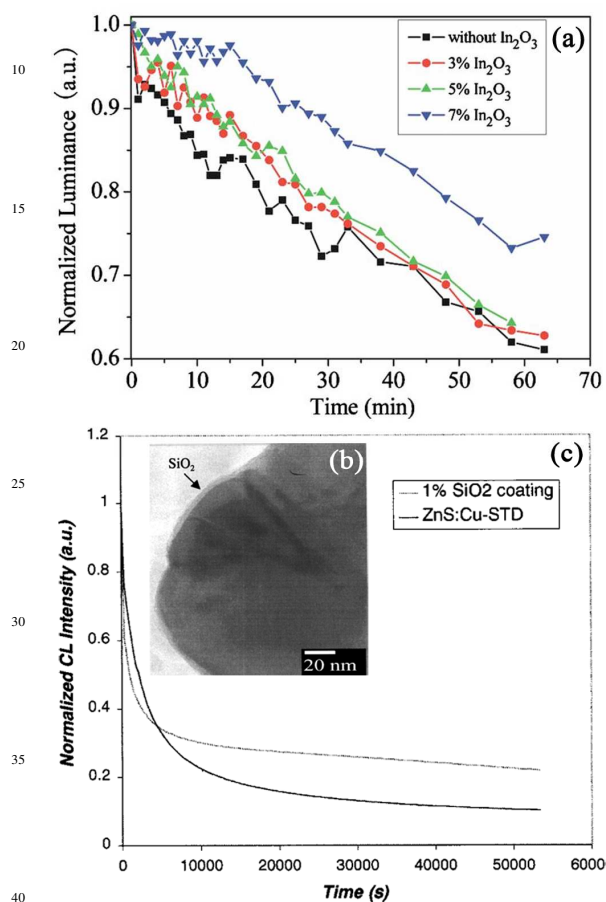 1.0
0.9
0.8
0.7
0.6
Normalized Luminance (a.u.)
(a)
without In₂O₃
3% In₂O₃
5% In₂O₃
7% In₂O₃
0 10 20 30 40 50 60 70
Time (min)
10
15
20
25
30
35
40
1.2
1
0.8
0.6
0.4
0.2
0
Normalized CL Intensity (a.u.)
SiO₂
(b)
20 nm
(c)
1% SiO2 coating
ZnS:Cu-STD
0 10000 20000 30000 40000 50000 6000
Time (s)